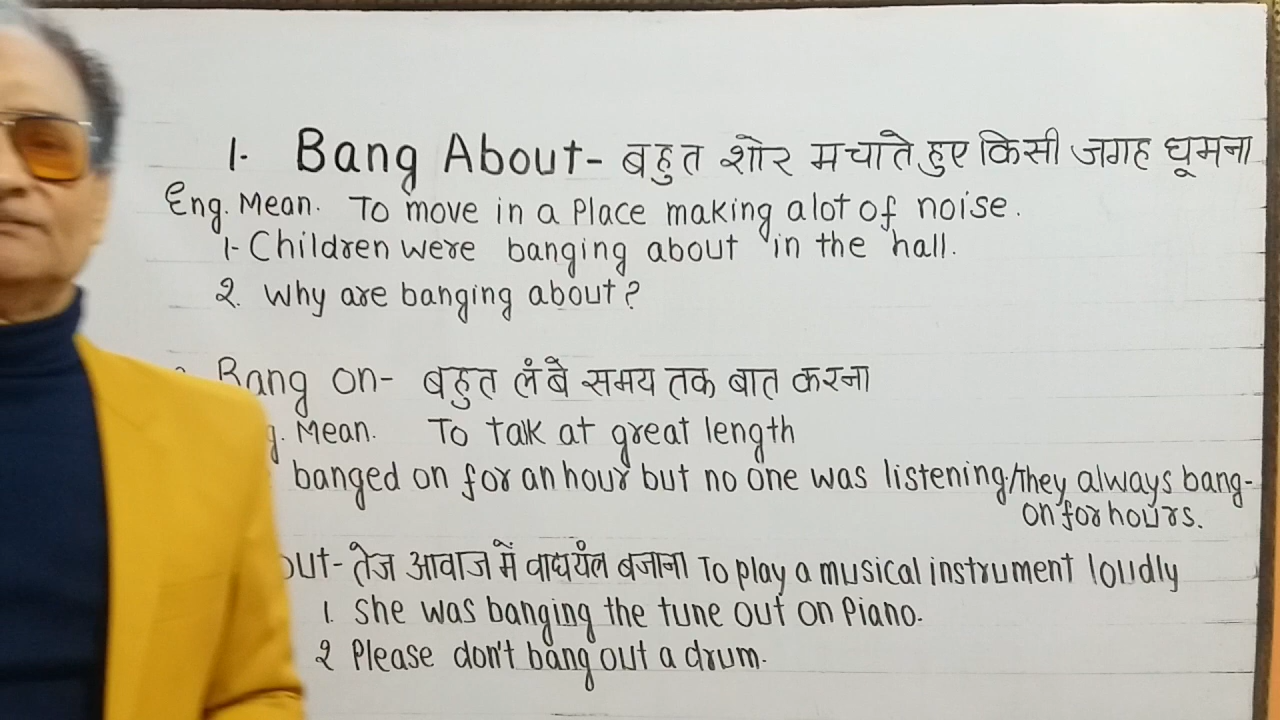 1. Bang About- बहुत शोर मचाते हुए किसी जगह घूमना
Eng. Mean. To move in a Place making a lot of noise.
1- Children were banging about in the hall.
2. Why are banging about?
Bang on- बहुत लंबे समय तक बात करना
g. Mean. To talk at great length
banged on for an hour but no one was listening./They always bang-
on for hours.
out- तेज आवाज में वाद्ययंत्र बजाना To play a musical instrument loudly
1. She was banging the tune out on Piano.
2 Please don't bang out a drum.